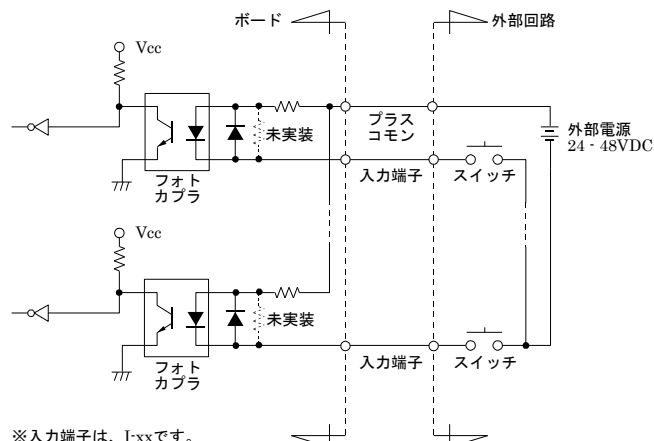 ボード
外部回路
Vcc
未実装
プラス
コモン
外部電源
24 - 48VDC
フォト
カプラ
入力端子
スイッチ
Vcc
未実装
フォト
カプラ
入力端子
スイッチ
※入力端子は、I-xxです。